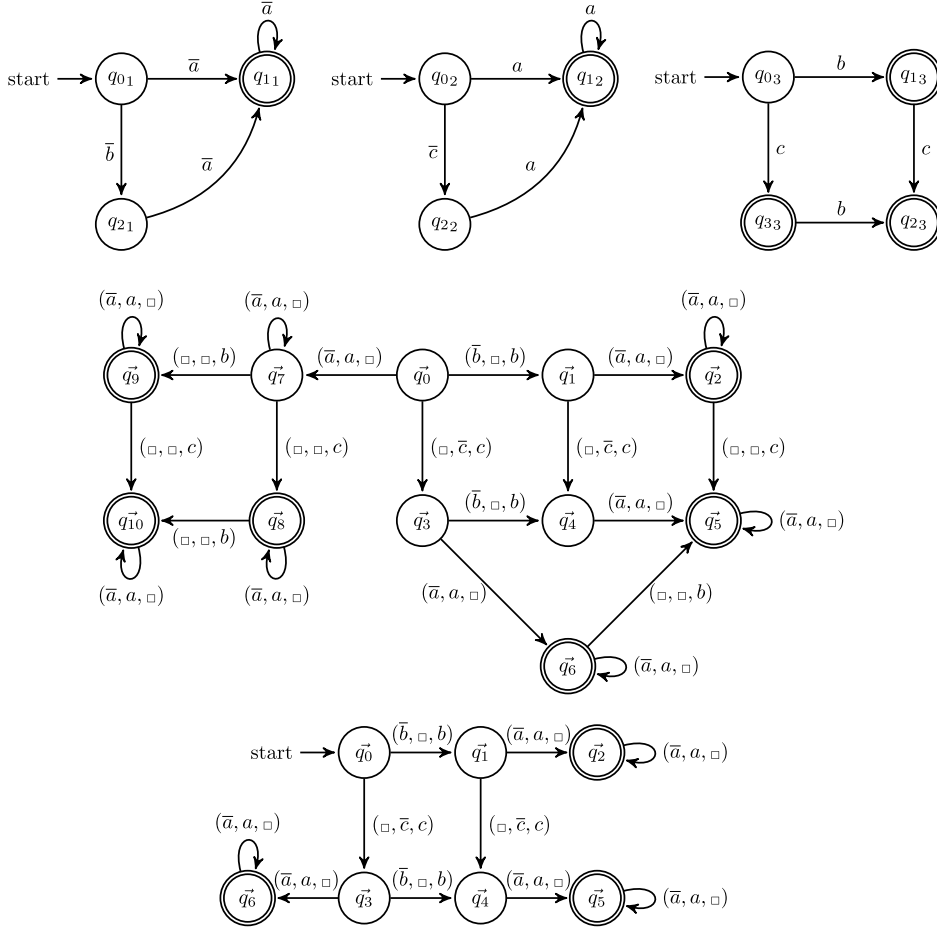 a̅ a
start q₀₁ a̅ q₁₁ start q₀₂ a q₁₂ start q₀₃ b q₁₃
b̅ a̅ c̅ a c c
q₂₁ q₂₂ q₃₃ b q₂₃
(a̅, a, □) (a̅, a, □) (a̅, a, □)
q⃗₉ (□, □, b) q⃗₇ (a̅, a, □) q⃗₀ (b̅, □, b) q⃗₁ (a̅, a, □) q⃗₂
(□, □, c) (□, □, c) (□, c̅, c) (□, c̅, c) (□, □, c)
q⃗₁₀ (□, □, b) q⃗₈ q⃗₃ (b̅, □, b) q⃗₄ (a̅, a, □) q⃗₅ (a̅, a, □)
(a̅, a, □) (a̅, a, □) (a̅, a, □) (□, □, b)
q⃗₆ (a̅, a, □)
start q⃗₀ (b̅, □, b) q⃗₁ (a̅, a, □) q⃗₂ (a̅, a, □)
(a̅, a, □) (□, c̅, c) (□, c̅, c)
q⃗₆ (a̅, a, □) q⃗₃ (b̅, □, b) q⃗₄ (a̅, a, □) q⃗₅ (a̅, a, □)